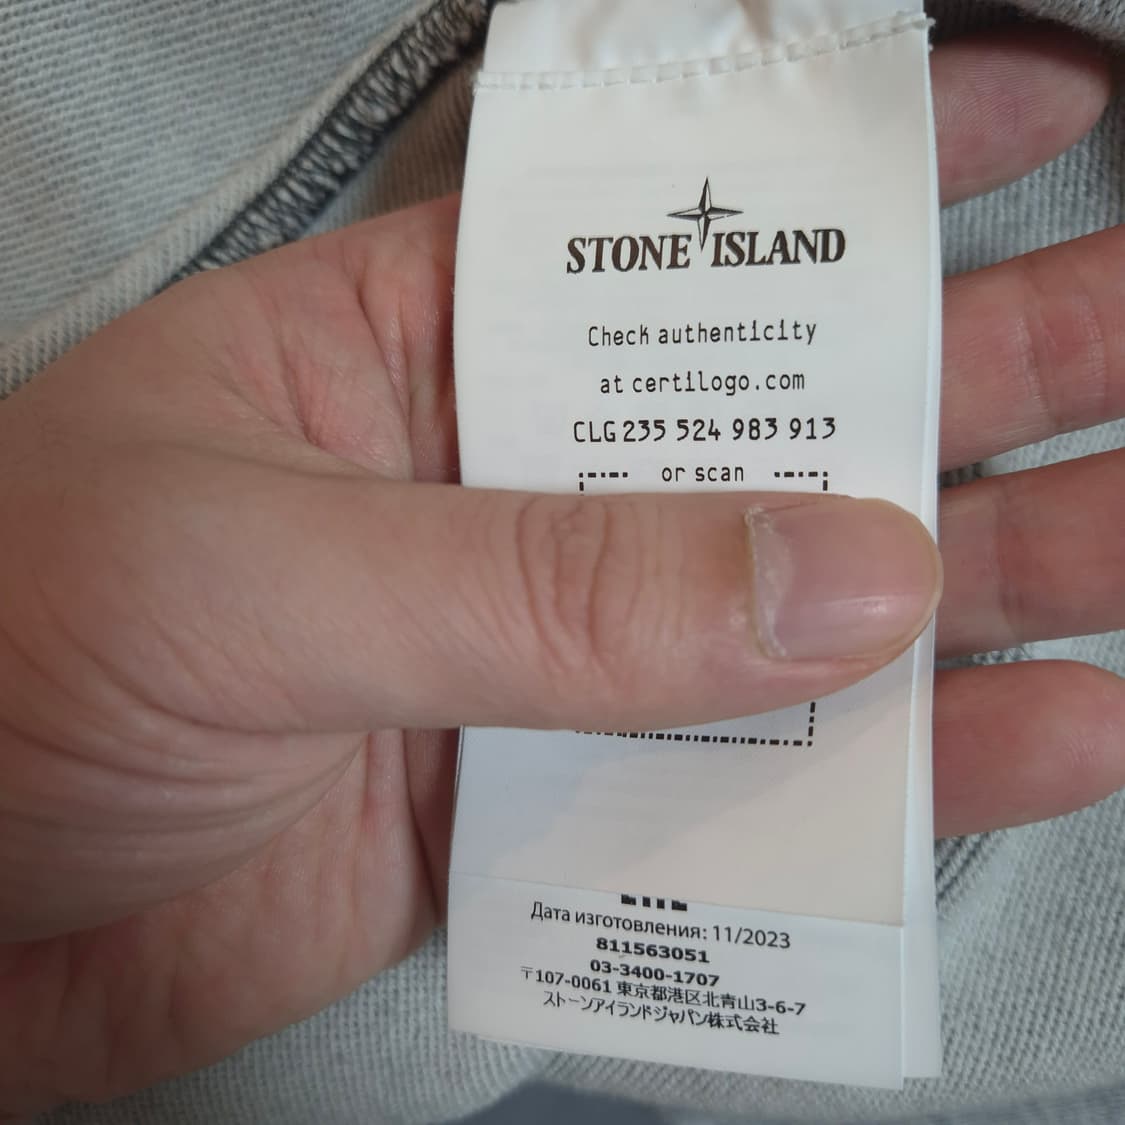 STONE ISLAND
Check authenticity
at certilogo.com
CLG 235 524 983 913
or scan
Дата изготовления: 11/2023
811563051
03-3400-1707
〒107-0061 東京都港区北青山3-6-7
ストーンアイランドジャパン株式会社